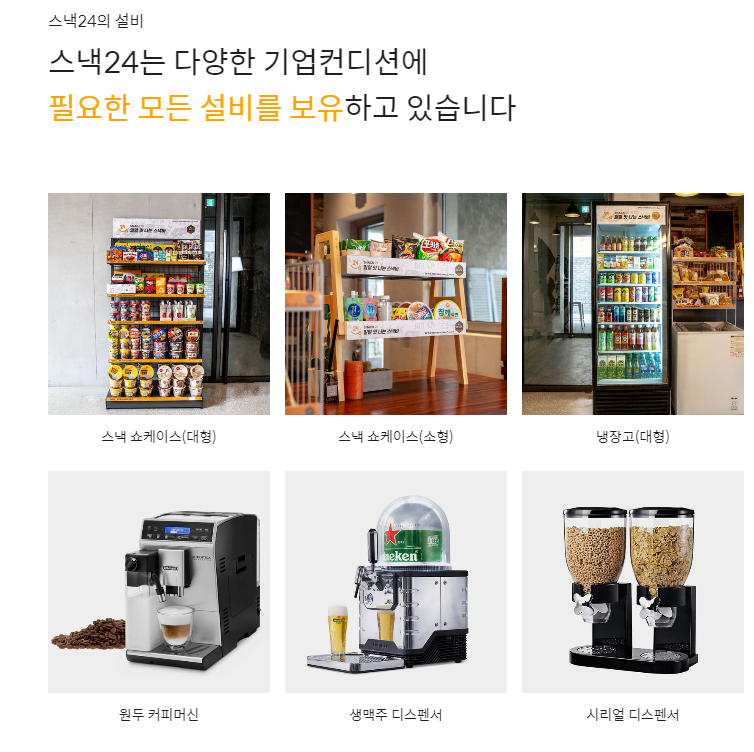 스낵24의 설비
스낵24는 다양한 기업컨디션에
필요한 모든 설비를 보유하고 있습니다
스낵 쇼케이스(대형)
스낵 쇼케이스(소형)
냉장고(대형)
eken
원두 커피머신
생맥주 디스펜서
시리얼 디스펜서